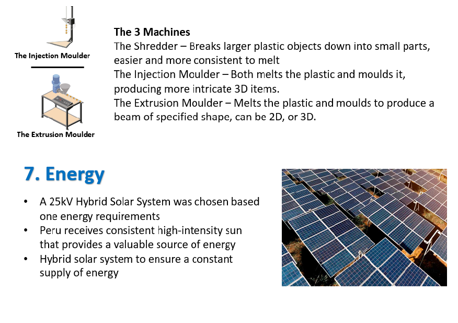 The Injection Moulder
The Extrusion Moulder
The 3 Machines
The Shredder – Breaks larger plastic objects down into small parts,
easier and more consistent to melt
The Injection Moulder – Both melts the plastic and moulds it,
producing more intricate 3D items.
The Extrusion Moulder – Melts the plastic and moulds to produce a
beam of specified shape, can be 2D, or 3D.
7. Energy
• A 25kV Hybrid Solar System was chosen based
one energy requirements
• Peru receives consistent high-intensity sun
that provides a valuable source of energy
• Hybrid solar system to ensure a constant
supply of energy